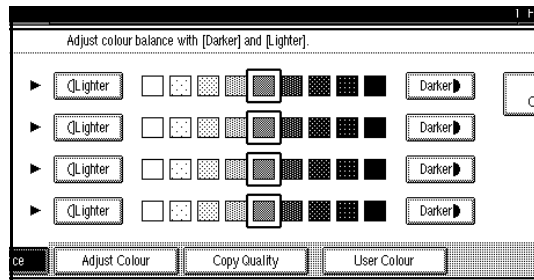 1
Adjust colour balance with [Darker] and [Lighter].
Lighter Darker
Lighter Darker
Lighter Darker
Lighter Darker
Adjust Colour Copy Quality User Colour